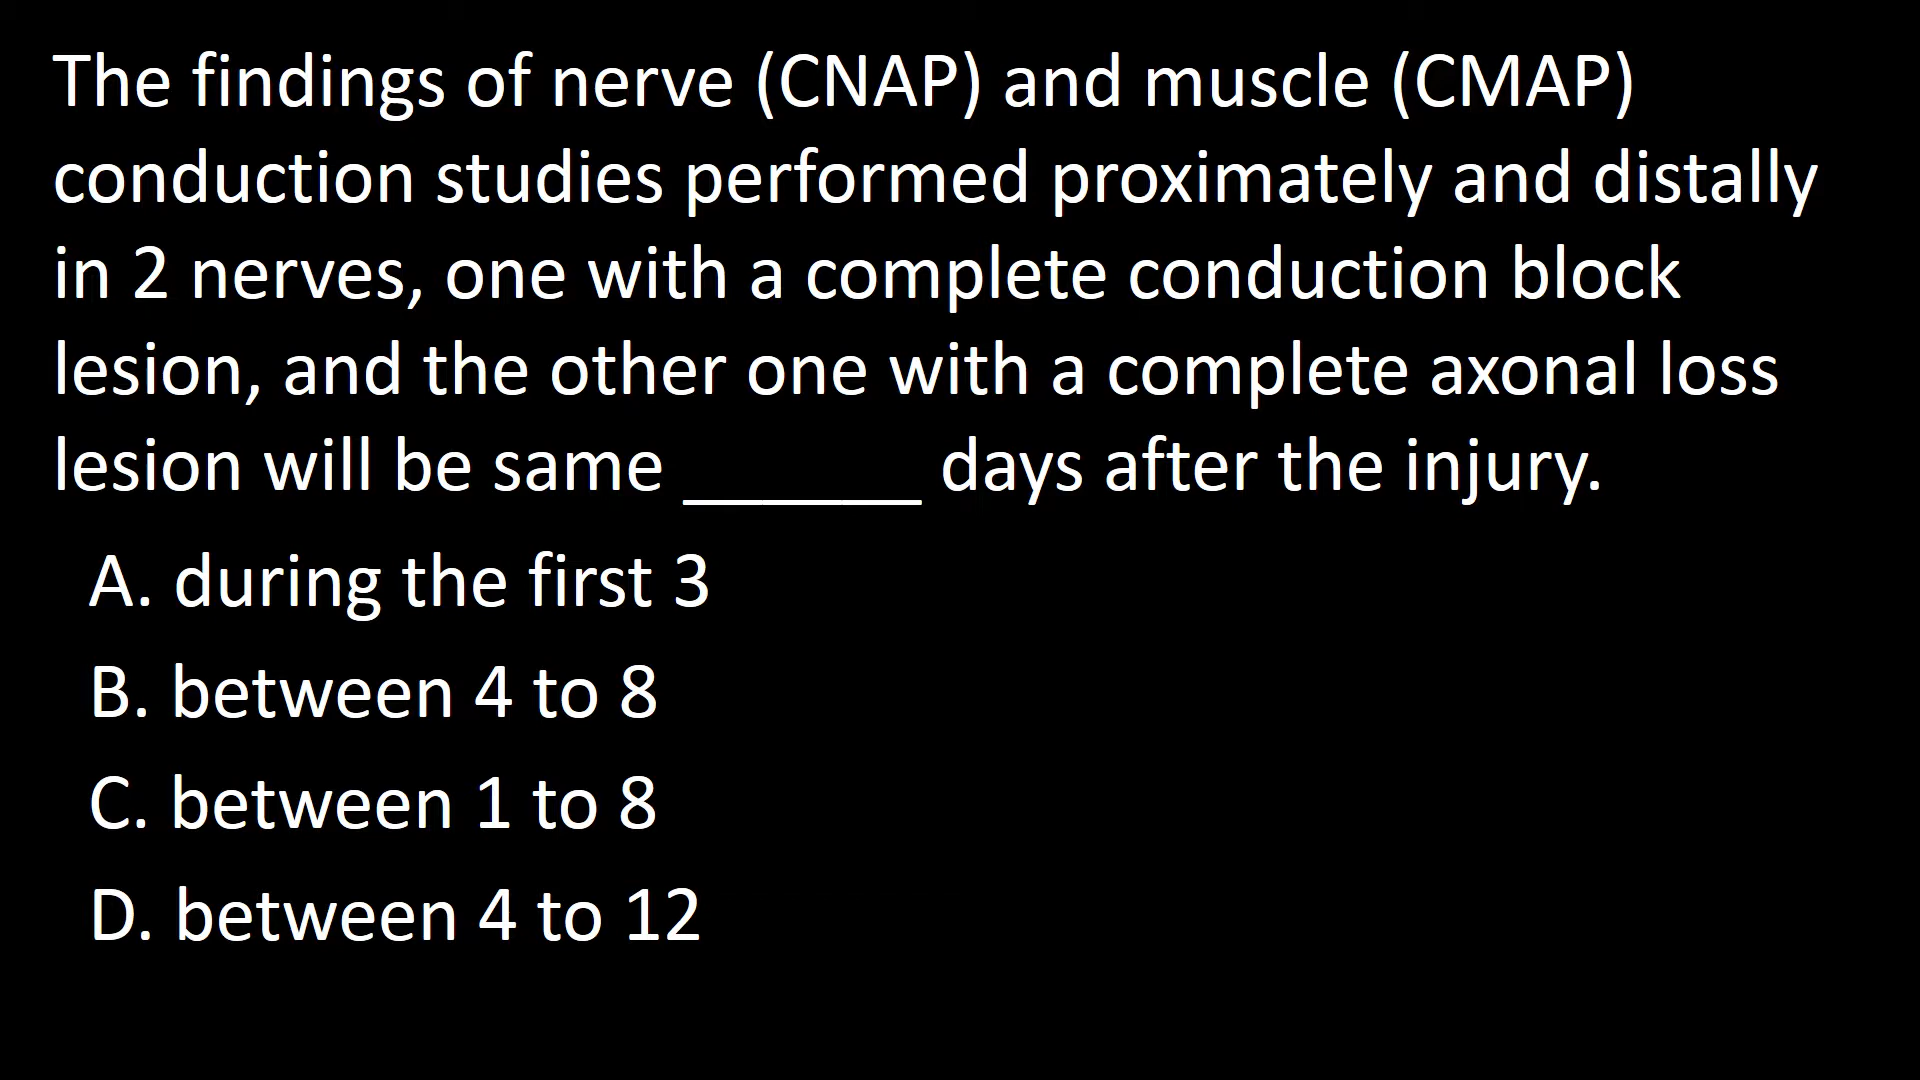 The findings of nerve (CNAP) and muscle (CMAP)
conduction studies performed proximately and distally
in 2 nerves, one with a complete conduction block
lesion, and the other one with a complete axonal loss
lesion will be same ______ days after the injury.
A. during the first 3
B. between 4 to 8
C. between 1 to 8
D. between 4 to 12